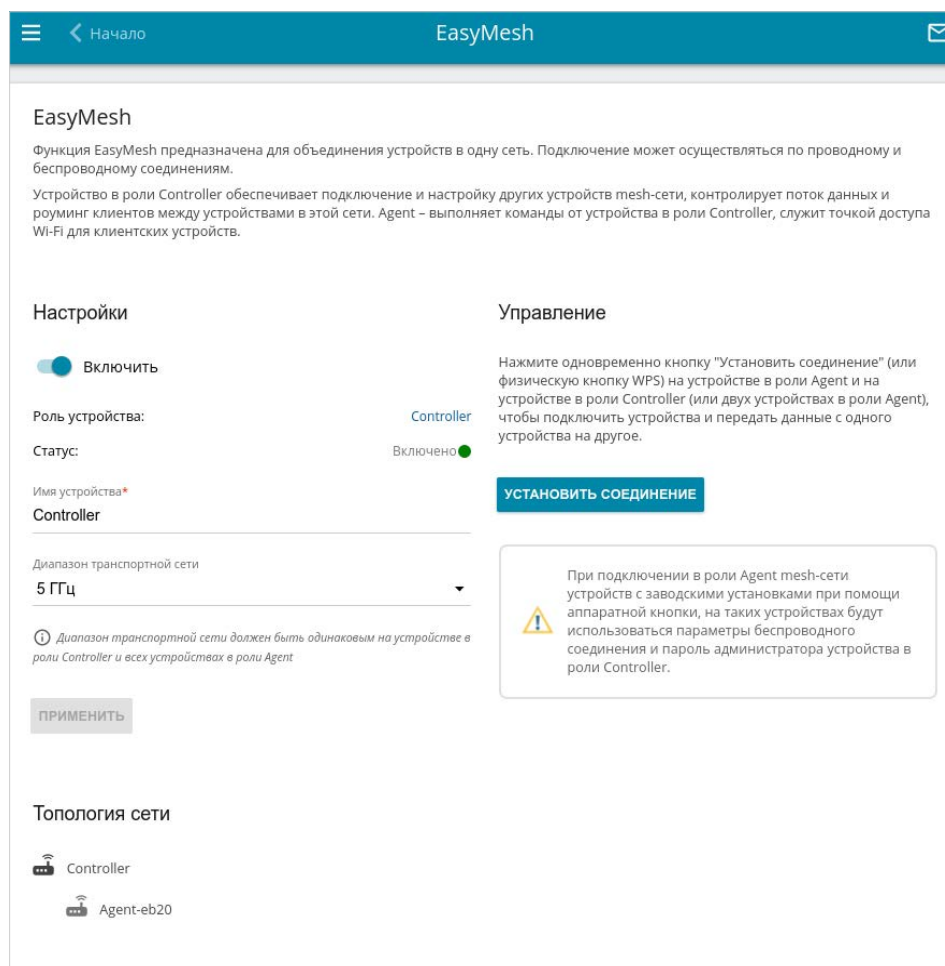 Начало
EasyMesh
EasyMesh
Функция EasyMesh предназначена для объединения устройств в одну сеть. Подключение может осуществляться по проводному и
беспроводному соединениям.
Устройство в роли Controller обеспечивает подключение и настройку других устройств mesh-сети, контролирует поток данных и
роуминг клиентов между устройствами в этой сети. Agent – выполняет команды от устройства в роли Controller, служит точкой доступа
Wi-Fi для клиентских устройств.
Настройки
Включить
Роль устройства: Controller
Статус: Включено
Имя устройства*
Controller
Диапазон транспортной сети
5 ГГц
Диапазон транспортной сети должен быть одинаковым на устройстве в
роли Controller и всех устройствах в роли Agent
ПРИМЕНИТЬ
Управление
Нажмите одновременно кнопку "Установить соединение" (или
физическую кнопку WPS) на устройстве в роли Agent и на
устройстве в роли Controller (или двух устройствах в роли Agent),
чтобы подключить устройства и передать данные с одного
устройства на другое.
УСТАНОВИТЬ СОЕДИНЕНИЕ
При подключении в роли Agent mesh-сети
устройств с заводскими установками при помощи
аппаратной кнопки, на таких устройствах будут
использоваться параметры беспроводного
соединения и пароль администратора устройства в
роли Controller.
Топология сети
Controller
Agent-eb20